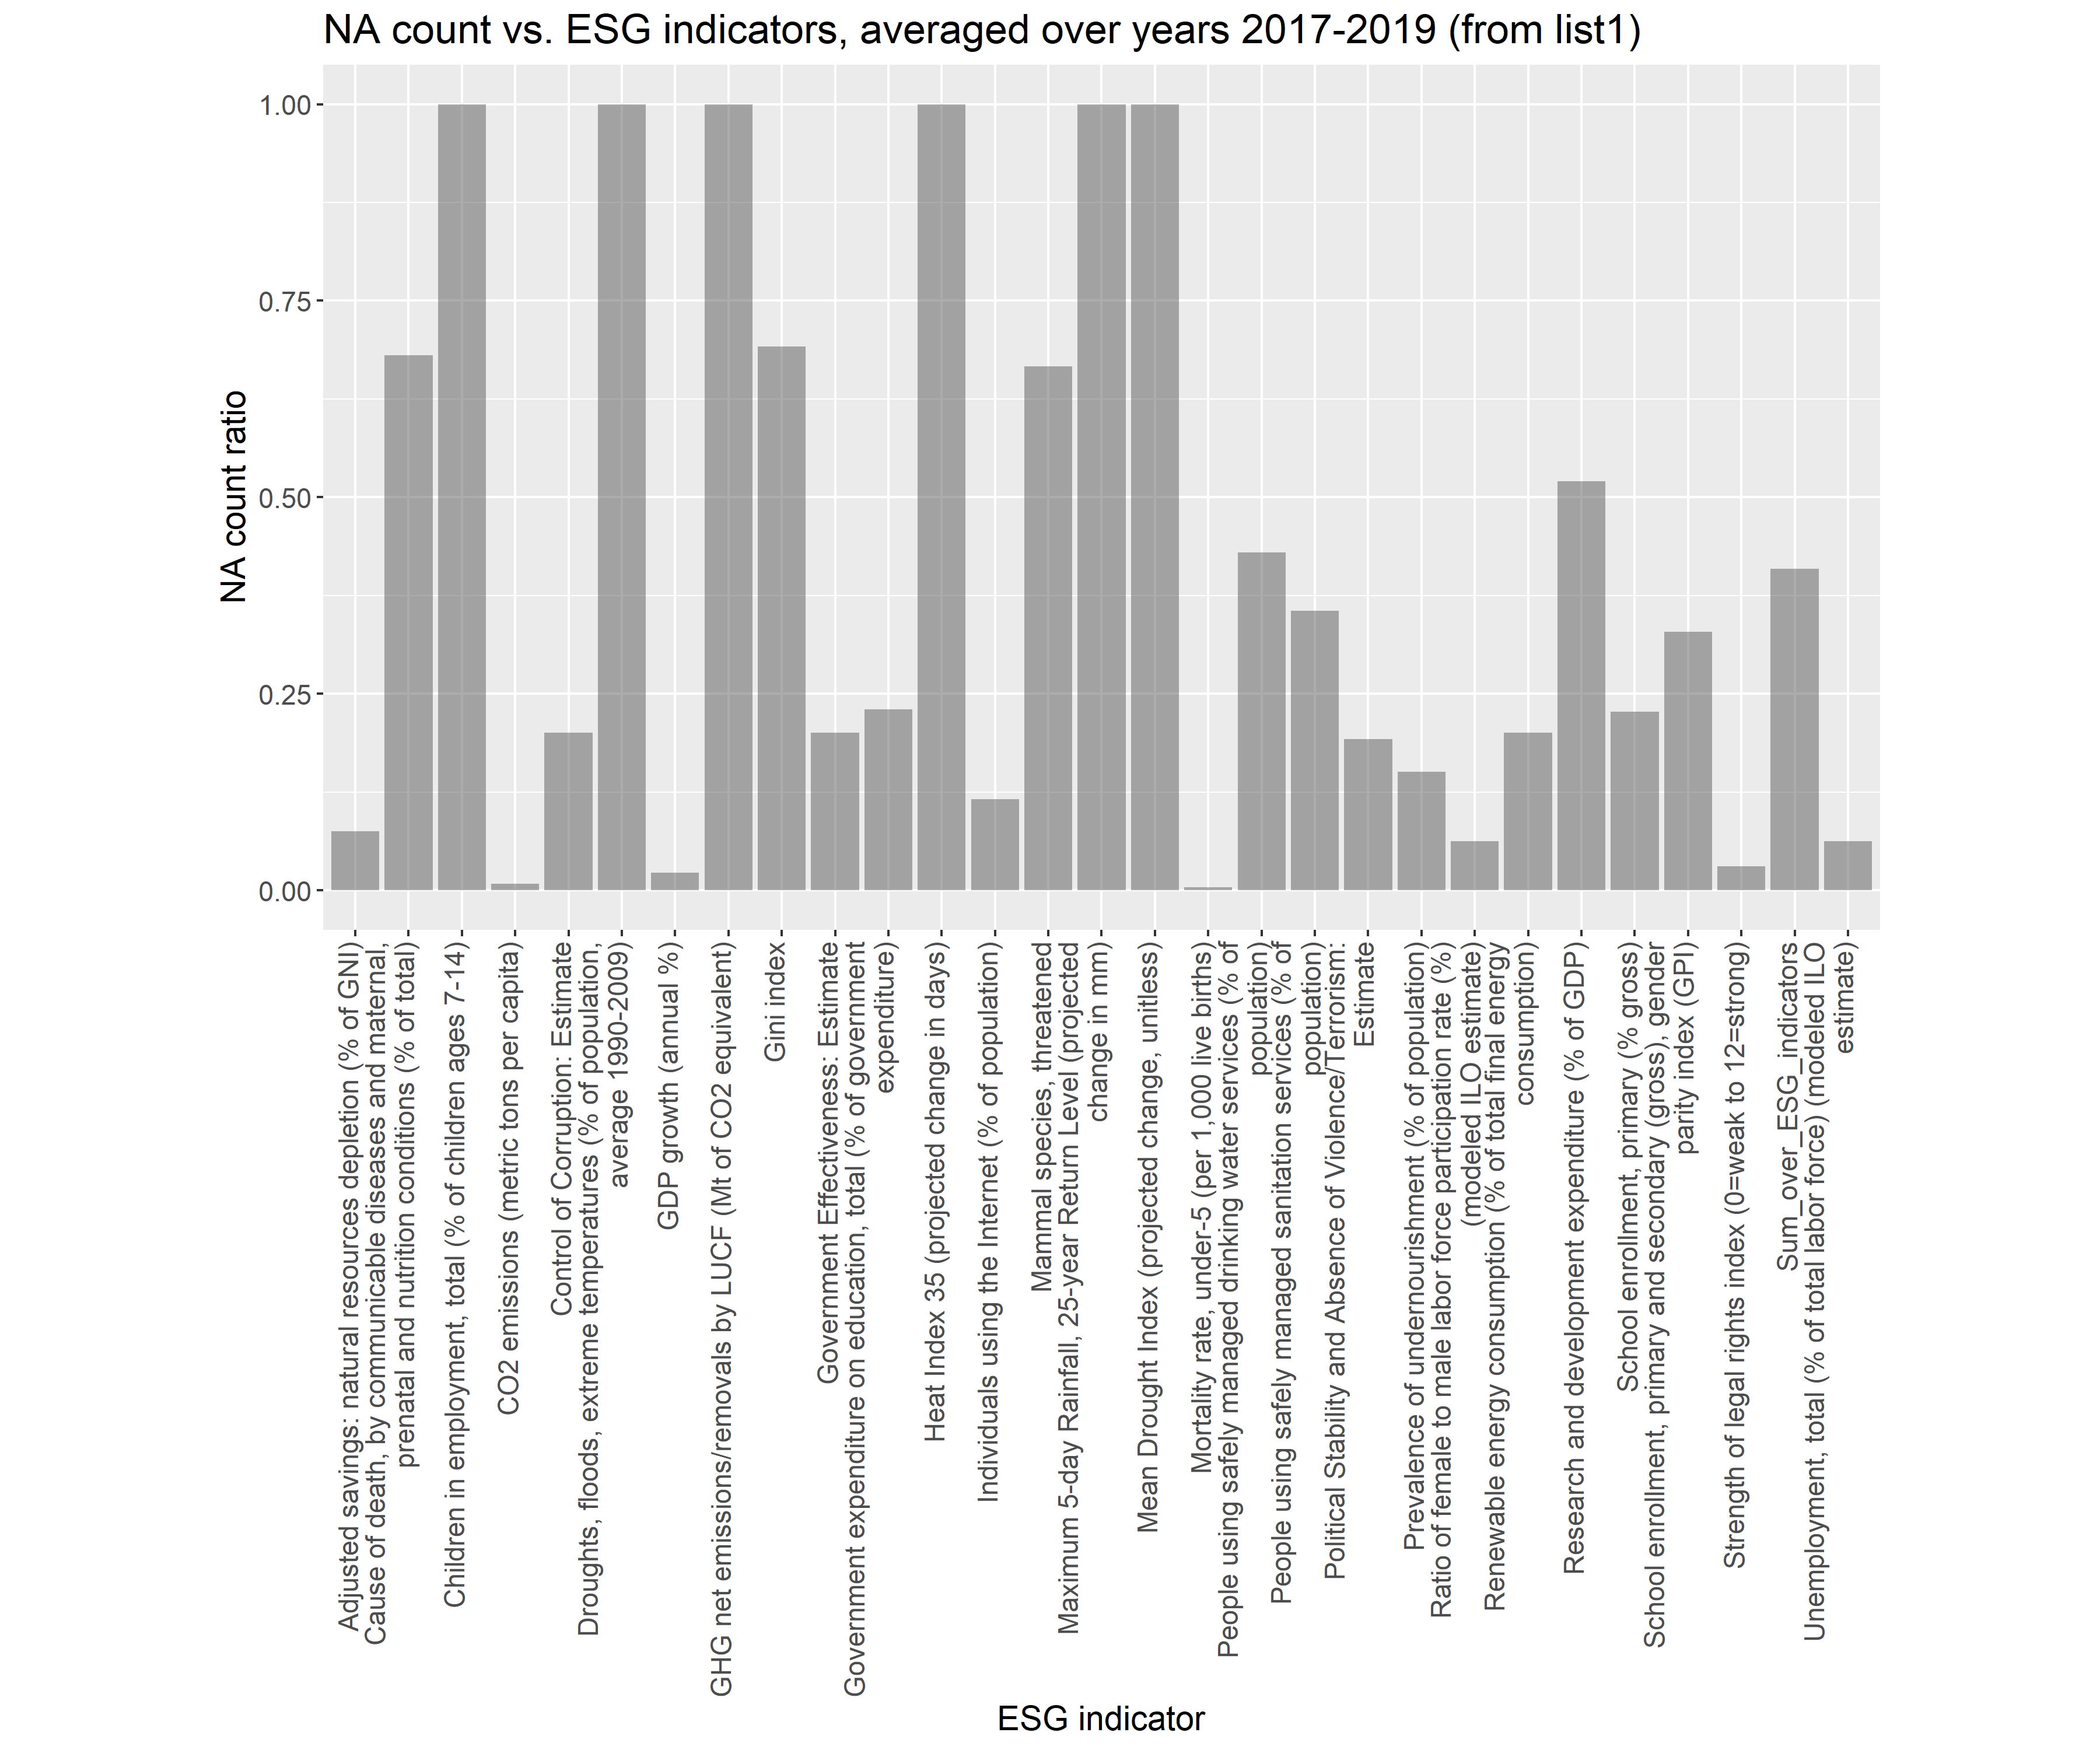 NA count vs. ESG indicators, averaged over years 2017-2019 (from list1)
NA count ratio
1.00
0.75
0.50
0.25
0.00
Adjusted savings: natural resources depletion (% of GNI)
Cause of death, by communicable diseases and maternal,
prenatal and nutrition conditions (% of total)
Children in employment, total (% of children ages 7-14)
CO2 emissions (metric tons per capita)
Control of Corruption: Estimate
Droughts, floods, extreme temperatures (% of population,
average 1990-2009)
GDP growth (annual %)
GHG net emissions/removals by LUCF (Mt of CO2 equivalent)
Gini index
Government Effectiveness: Estimate
Government expenditure on education, total (% of government
expenditure)
Heat Index 35 (projected change in days)
Individuals using the Internet (% of population)
Mammal species, threatened
Maximum 5-day Rainfall, 25-year Return Level (projected
change in mm)
Mean Drought Index (projected change, unitless)
Mortality rate, under-5 (per 1,000 live births)
People using safely managed drinking water services (% of
population)
People using safely managed sanitation services (% of
population)
Political Stability and Absence of Violence/Terrorism:
Estimate
Prevalence of undernourishment (% of population)
Ratio of female to male labor force participation rate (%)
(modeled ILO estimate)
Renewable energy consumption (% of total final energy
consumption)
Research and development expenditure (% of GDP)
School enrollment, primary (% gross)
School enrollment, primary and secondary (gross), gender
parity index (GPI)
Strength of legal rights index (0=weak to 12=strong)
Sum_over_ESG_indicators
Unemployment, total (% of total labor force) (modeled ILO
estimate)
ESG indicator